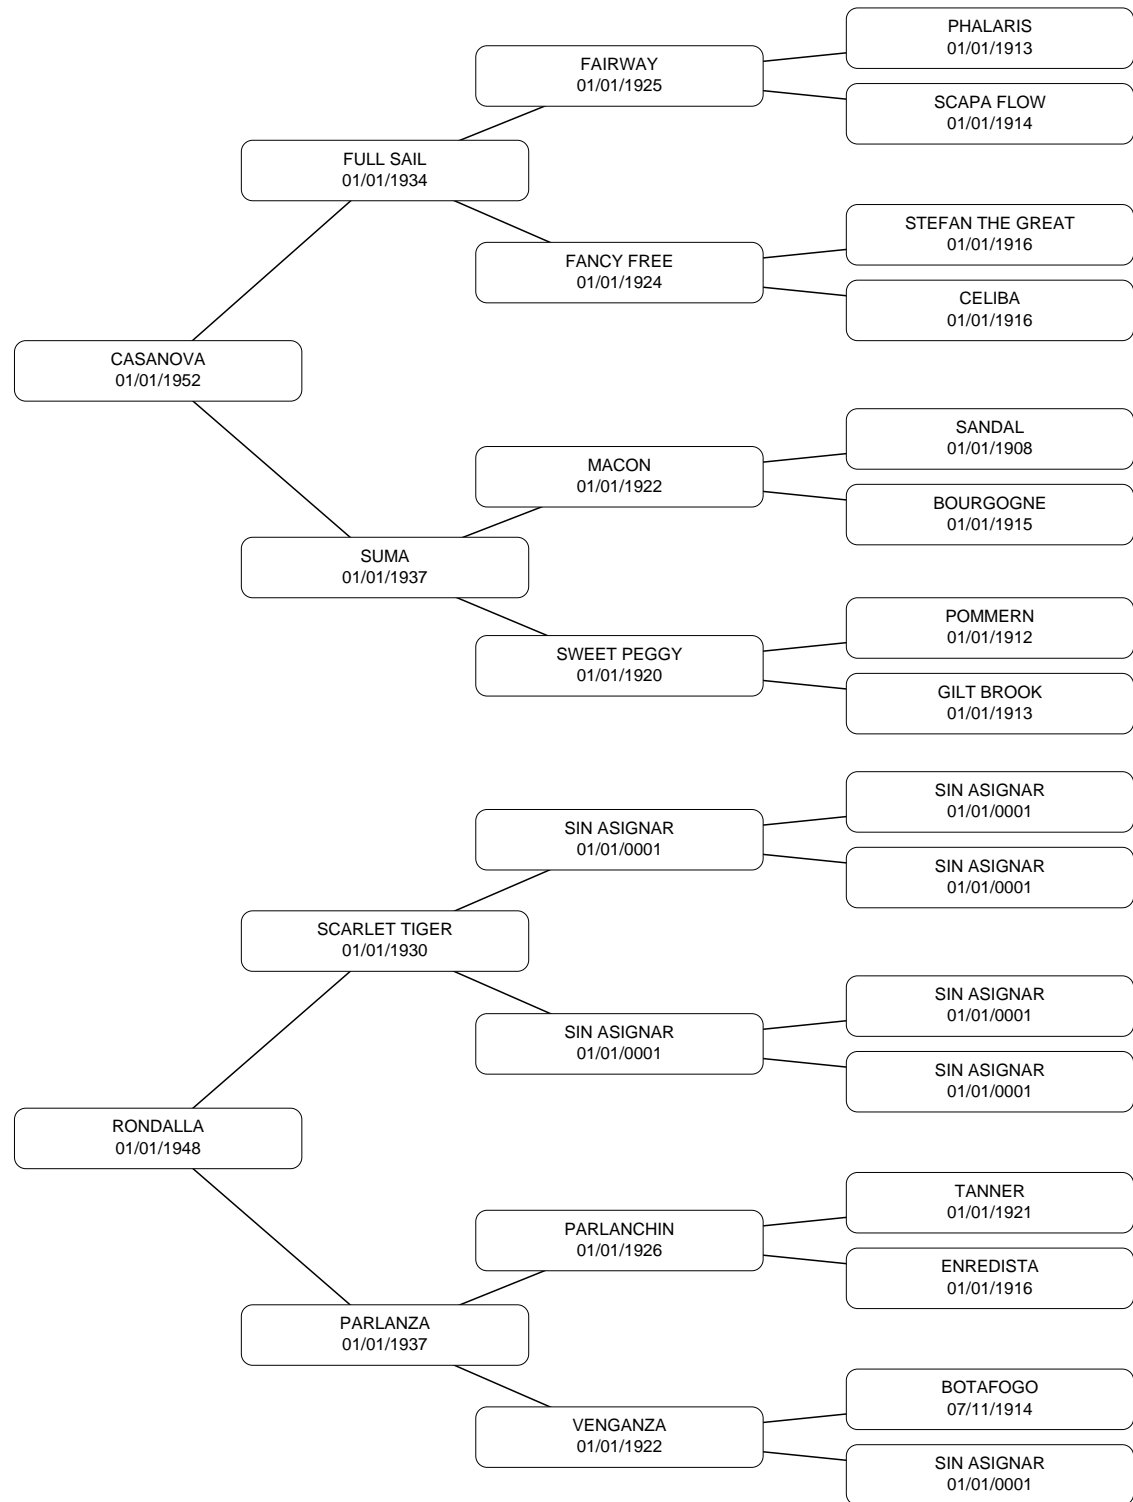 PHALARIS
01/01/1913
FAIRWAY
01/01/1925
SCAPA FLOW
01/01/1914
FULL SAIL
01/01/1934
STEFAN THE GREAT
01/01/1916
FANCY FREE
01/01/1924
CELIBA
01/01/1916
CASANOVA
01/01/1952
SANDAL
01/01/1908
MACON
01/01/1922
BOURGOGNE
01/01/1915
SUMA
01/01/1937
POMMERN
01/01/1912
SWEET PEGGY
01/01/1920
GILT BROOK
01/01/1913
SIN ASIGNAR
01/01/0001
SIN ASIGNAR
01/01/0001
SIN ASIGNAR
01/01/0001
SCARLET TIGER
01/01/1930
SIN ASIGNAR
01/01/0001
SIN ASIGNAR
01/01/0001
SIN ASIGNAR
01/01/0001
RONDALLA
01/01/1948
TANNER
01/01/1921
PARLANCHIN
01/01/1926
ENREDISTA
01/01/1916
PARLANZA
01/01/1937
BOTAFOGO
07/11/1914
VENGANZA
01/01/1922
SIN ASIGNAR
01/01/0001